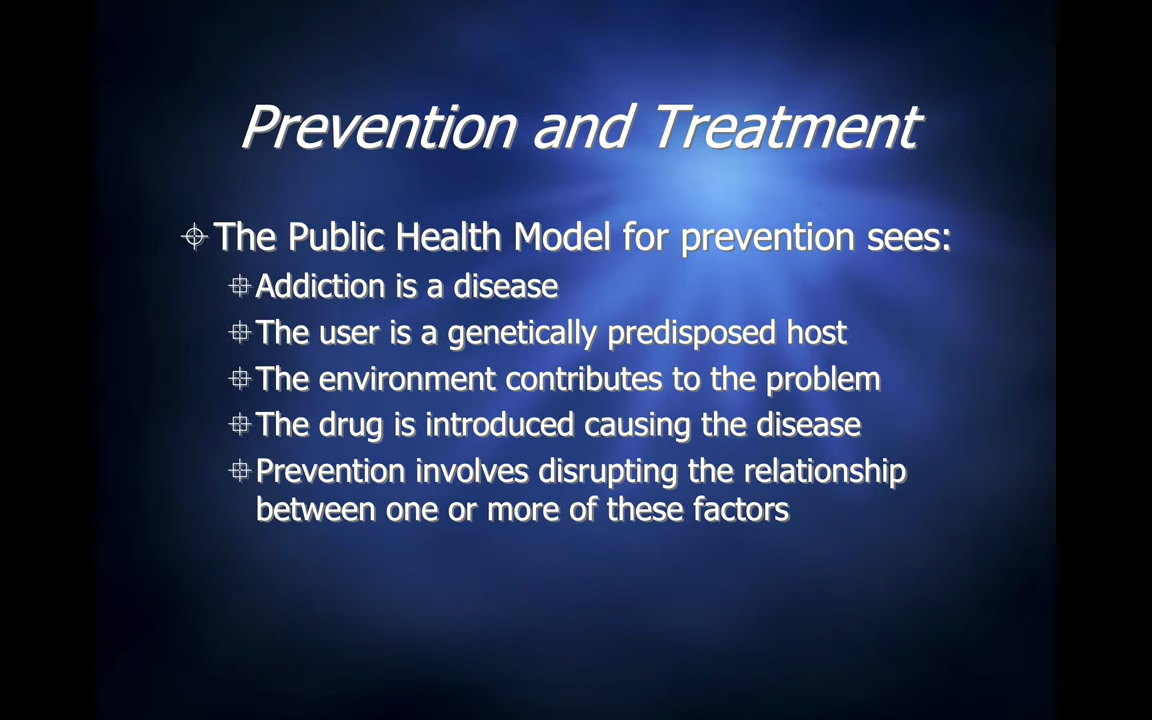 Prevention and Treatment
The Public Health Model for prevention sees:
Addiction is a disease
The user is a genetically predisposed host
The environment contributes to the problem
The drug is introduced causing the disease
Prevention involves disrupting the relationship
between one or more of these factors